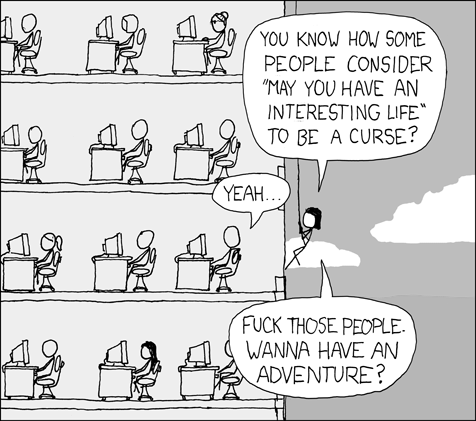 YOU KNOW HOW SOME
PEOPLE CONSIDER
"MAY YOU HAVE AN
INTERESTING LIFE"
TO BE A CURSE?
YEAH...
FUCK THOSE PEOPLE.
WANNA HAVE AN
ADVENTURE?